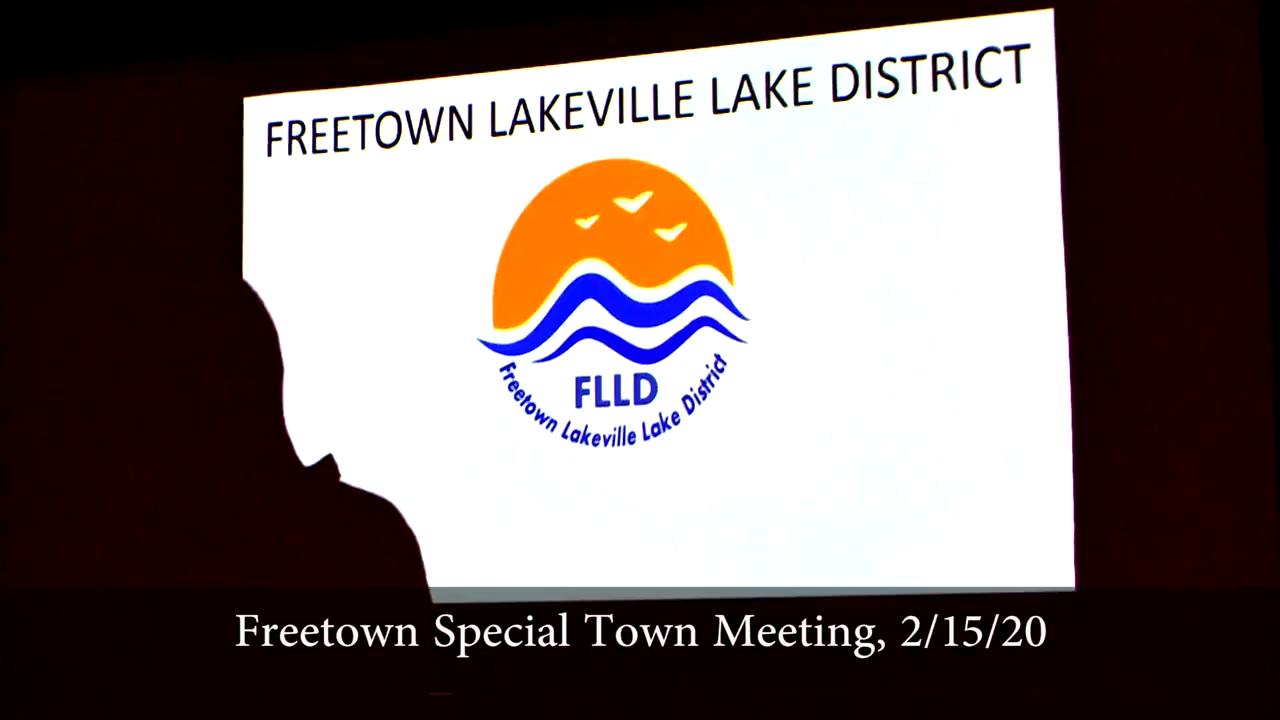 FREETOWN LAKEVILLE LAKE DISTRICT
FLLD
Freetown Lakeville Lake District
Freetown Special Town Meeting, 2/15/20